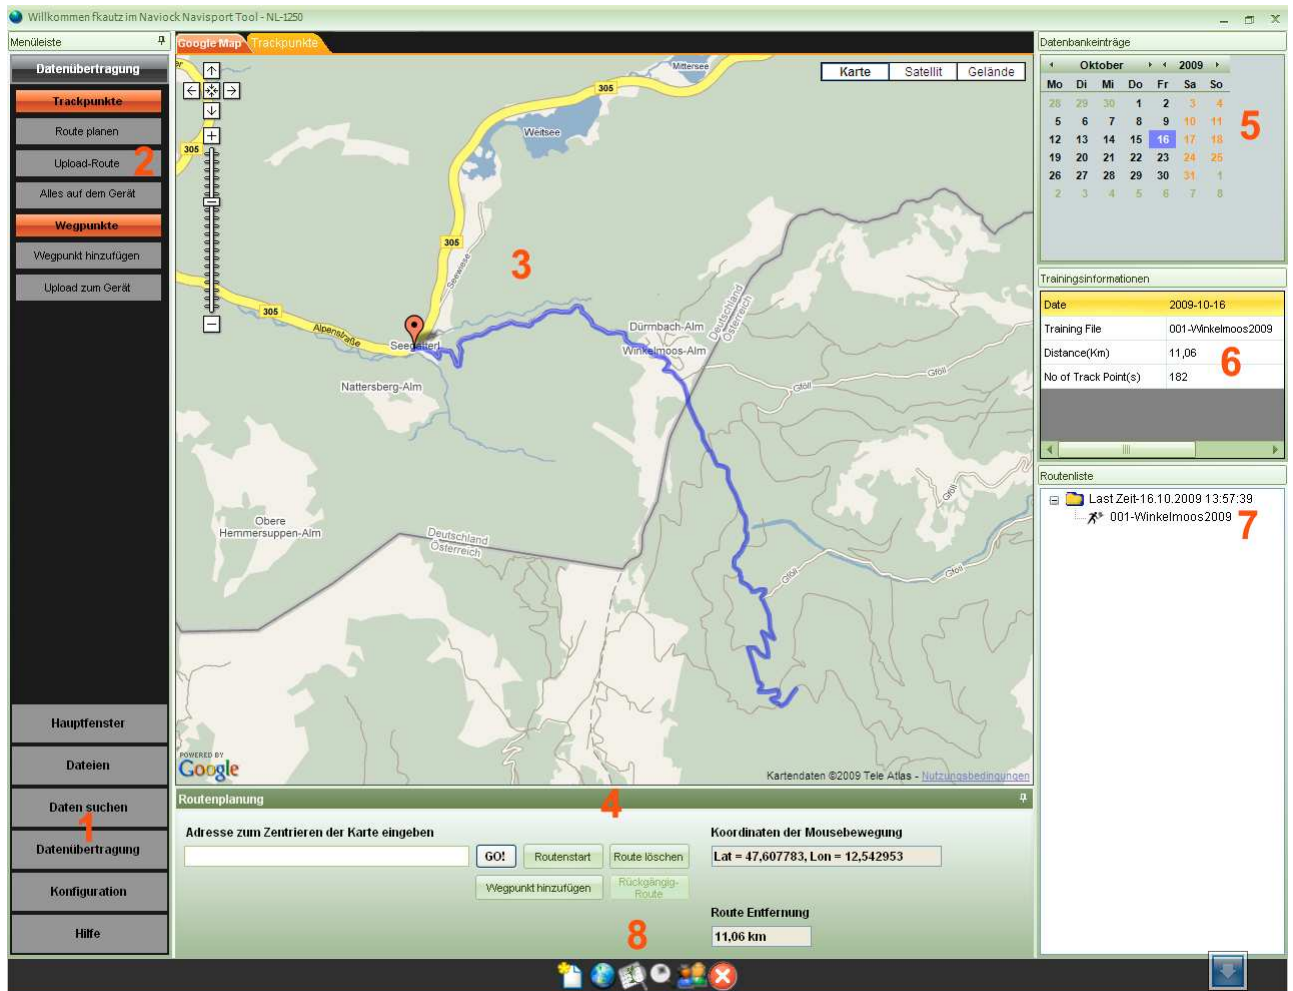 Willkommen fkautz im Naviock Navisport Tool - NL-1250
Menüleiste
Datenübertragung
Trackpunkte
Route planen
Upload-Route
2
Alles auf dem Gerät
Wegpunkte
Wegpunkt hinzufügen
Upload zum Gerät
Hauptfenster
Dateien
Daten suchen
1
Datenübertragung
Konfiguration
Hilfe
Google Map
Trackpunkte
Karte
Satellit
Gelände
Mittersee
305
Weitsee
305
305
3
Seewiese
305
Alpenstraße
Seegatterl
Dürrnbach-Alm
Winkelmoos-Alm
Deutschland
Österreich
Nattersberg-Alm
Gföll
Gföll
Gföll
Obere
Hemmersuppen-Alm
Deutschland
Österreich
Gföll
Gföll
POWERED BY
Google
Kartendaten ©2009 Tele Atlas - Nutzungsbedingungen
Routenplanung
4
Adresse zum Zentrieren der Karte eingeben
GO!
Routenstart
Route löschen
Wegpunkt hinzufügen
Rückgängig-
Route
Koordinaten der Mousebewegung
Lat = 47,607783, Lon = 12,542953
Route Entfernung
11,06 km
8
Datenbankeinträge
Oktober 2009
Mo Di Mi Do Fr Sa So
28 29 30 1 2 3 4
5 6 7 8 9 10 11
12 13 14 15 16 17 18
19 20 21 22 23 24 25
26 27 28 29 30 31 1
2 3 4 5 6 7 8
5
Trainingsinformationen
Date 2009-10-16
Training File 001-Winkelmoos2009
Distance(Km) 11,06
No of Track Point(s) 182
6
Routenliste
Last Zeit-16.10.2009 13:57:39
001-Winkelmoos2009
7